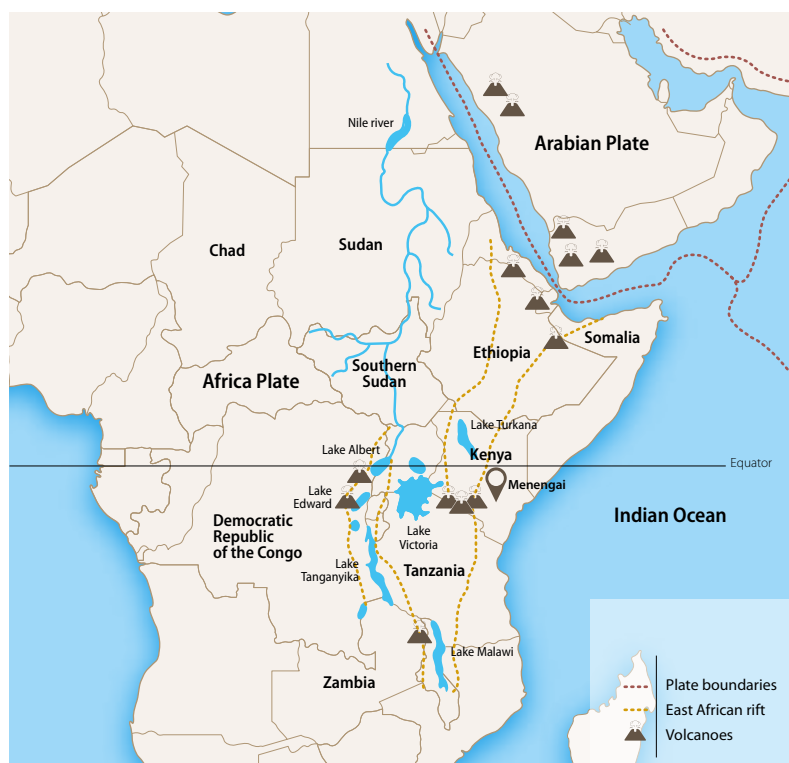 Nile river
Arabian Plate
Chad
Sudan
Ethiopia
Somalia
Southern
Sudan
Africa Plate
Lake Turkana
Lake Albert
Kenya
Equator
Menengai
Lake
Edward
Indian Ocean
Democratic
Republic
of the Congo
Lake
Victoria
Lake
Tanganyika
Tanzania
Lake Malawi
Zambia
Plate boundaries
East African rift
Volcanoes